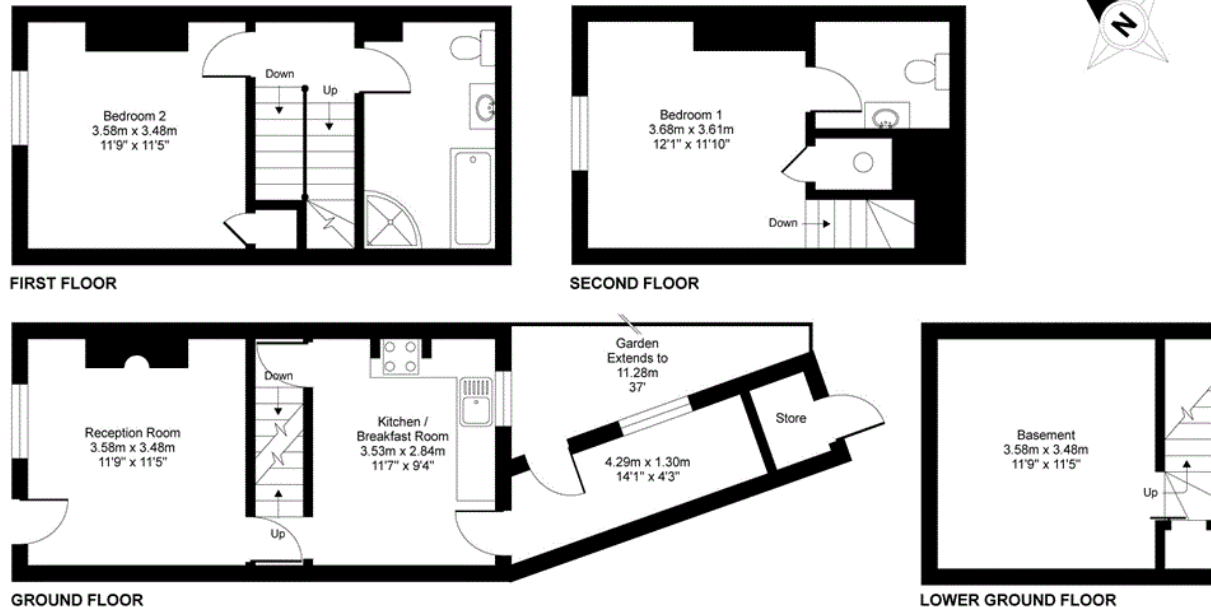 N
Bedroom 2
3.58m x 3.48m
11'9" x 11'5"
Down
Up
FIRST FLOOR
Bedroom 1
3.68m x 3.61m
12'1" x 11'10"
Down
SECOND FLOOR
Reception Room
3.58m x 3.48m
11'9" x 11'5"
Down
Up
Kitchen /
Breakfast Room
3.53m x 2.84m
11'7" x 9'4"
Garden
Extends to
11.28m
37'
4.29m x 1.30m
14'1" x 4'3"
Store
GROUND FLOOR
Basement
3.58m x 3.48m
11'9" x 11'5"
Up
LOWER GROUND FLOOR